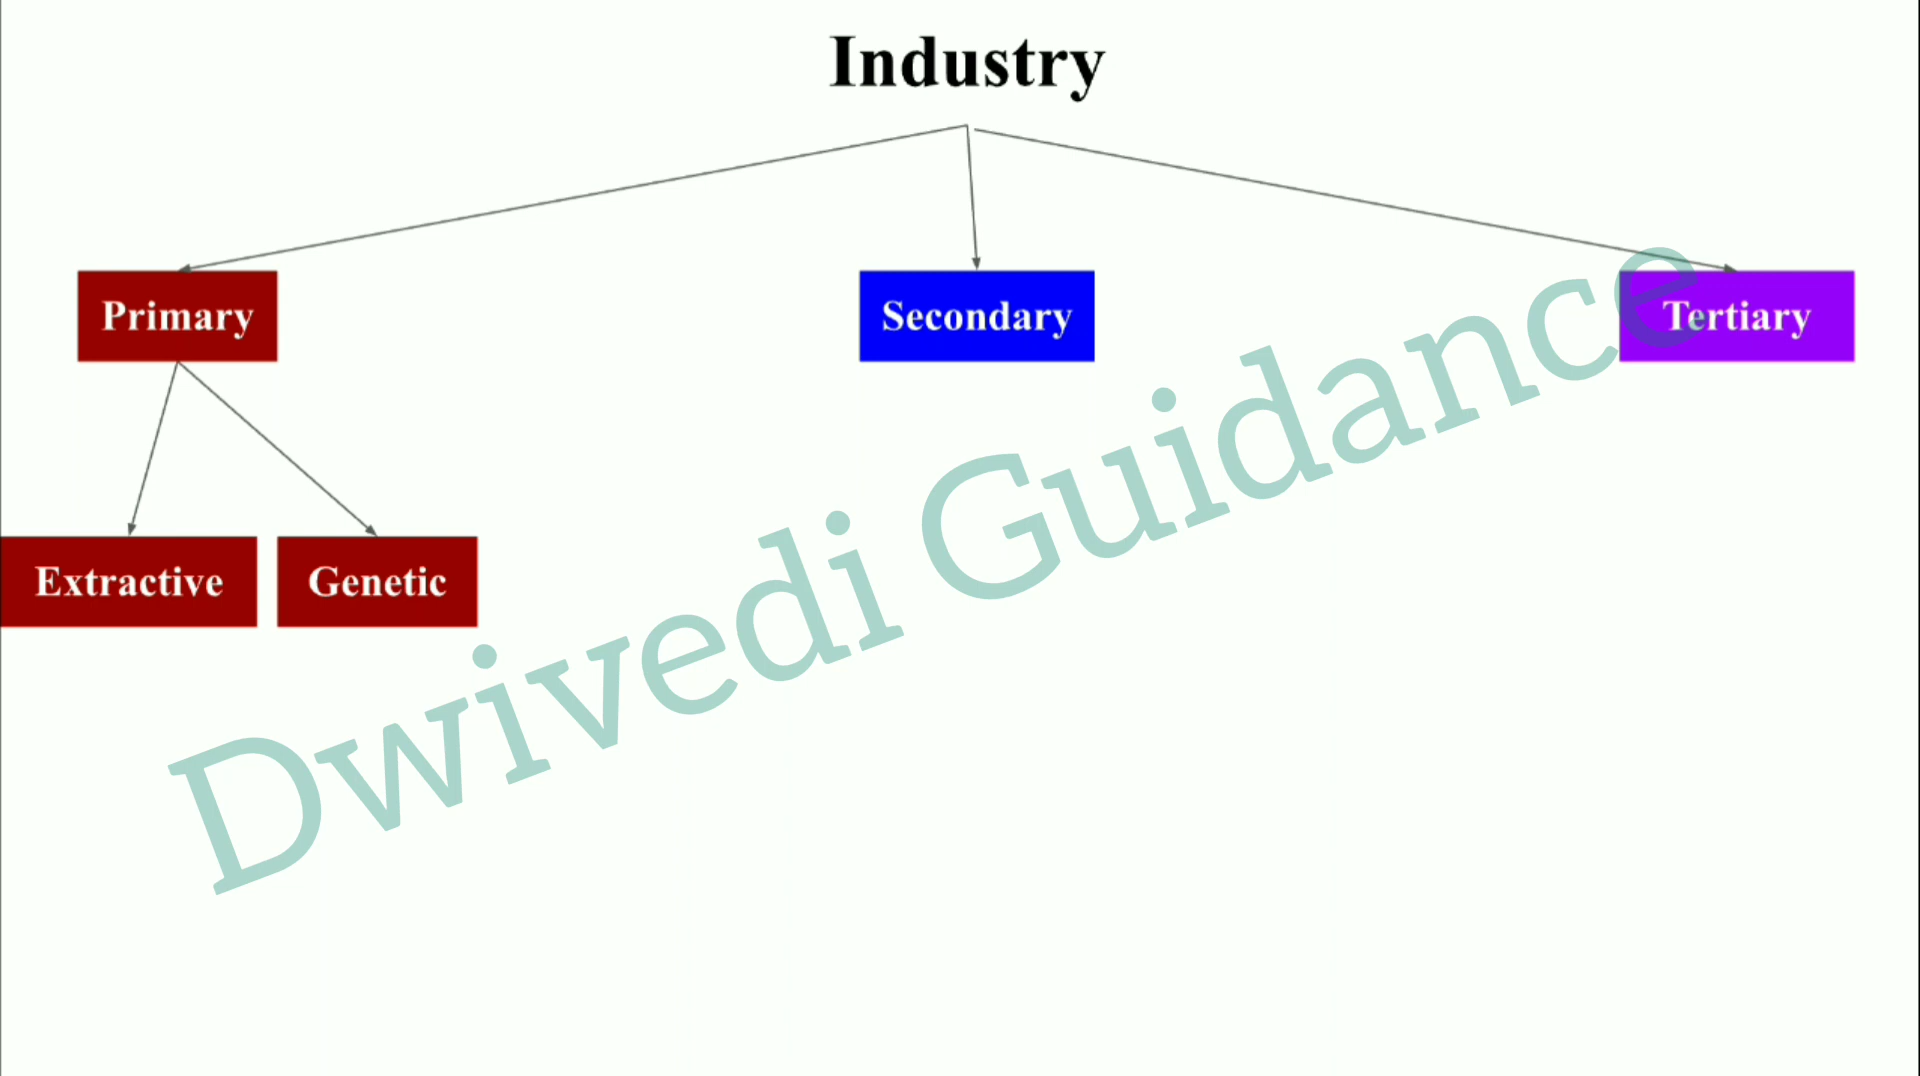 Industry
Primary
Secondary
Tertiary
Extractive
Genetic
Dwivedi Guidance